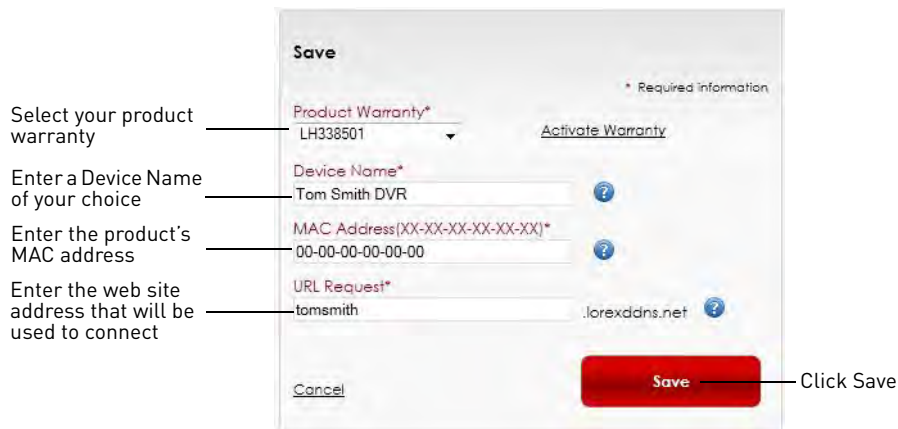 Save
* Required information
Select your product
warranty
Product Warranty*
LH338501
Activate Warranty
Enter a Device Name
of your choice
Device Name*
Tom Smith DVR
?
Enter the product's
MAC address
MAC Address(XX-XX-XX-XX-XX-XX)*
00-00-00-00-00-00
?
Enter the web site
address that will be
used to connect
URL Request*
tomsmith
.lorexddns.net
?
Cancel
Save
Click Save